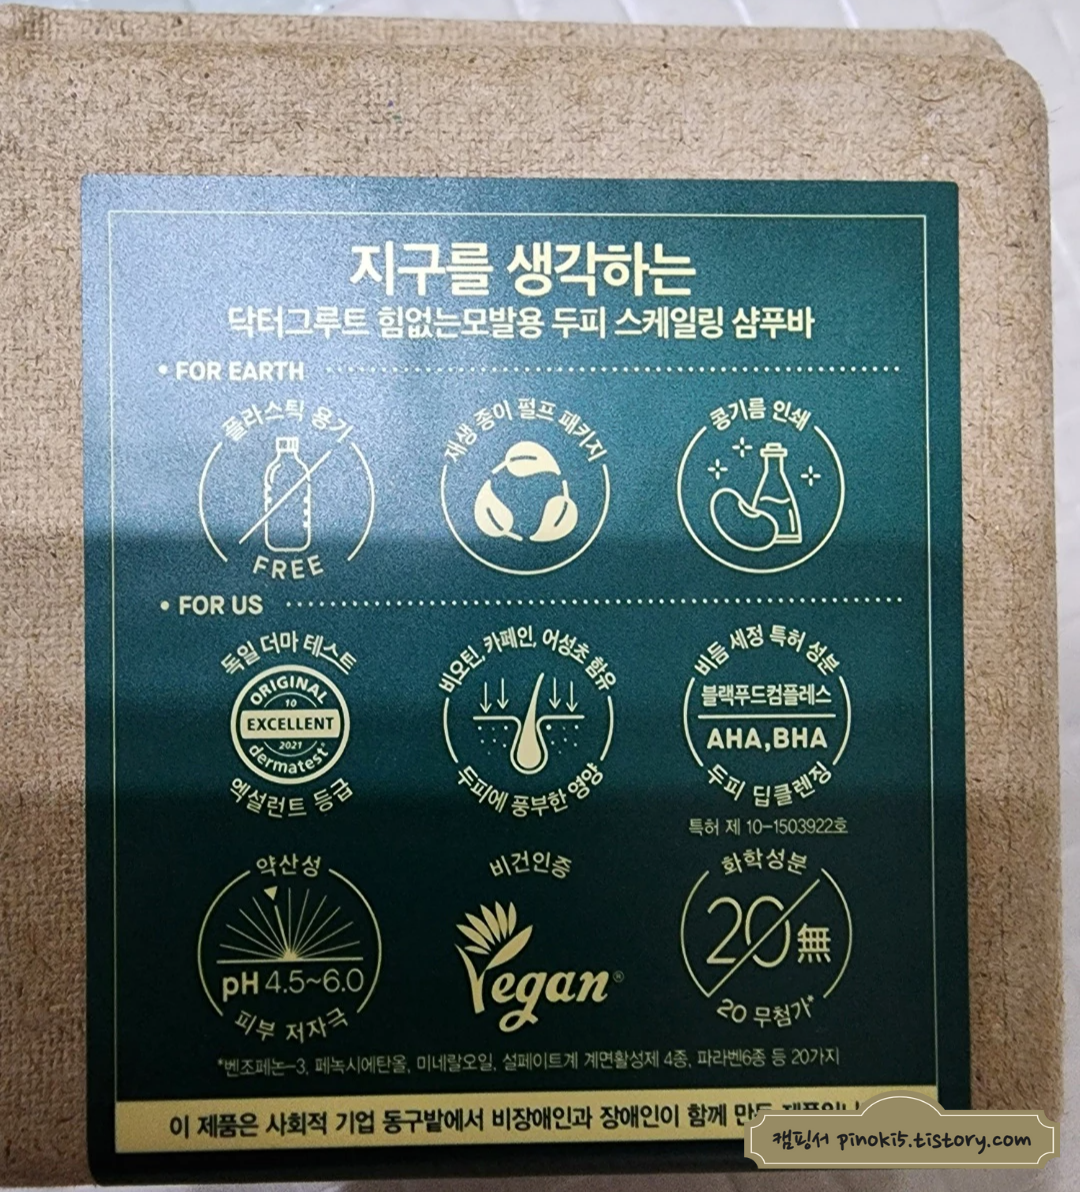 지구를 생각하는
닥터그루트 힘없는모발용 두피 스케일링 샴푸바
• FOR EARTH
플라스틱 용기
FREE
재생 종이 펄프 패키지
콩기름 인쇄
• FOR US
독일 더마 테스트
ORIGINAL
10
EXCELLENT
2021
dermatest®
엑설런트 등급
비오틴, 카페인, 어성초 함유
두피에 풍부한 영양
비듬 세정 특허 성분
블랙푸드컴플레스
AHA,BHA
두피 딥클렌징
특허 제 10-1503922호
약산성
pH 4.5~6.0
피부 저자극
비건인증
Vegan®
화학성분
20無
20 무첨가*
*벤조페논-3, 페녹시에탄올, 미네랄오일, 설페이트계 계면활성제 4종, 파라벤6종 등 20가지
이 제품은 사회적 기업 동구밭에서 비장애인과 장애인이 함께
캠핑서 pinoki5.tistory.com